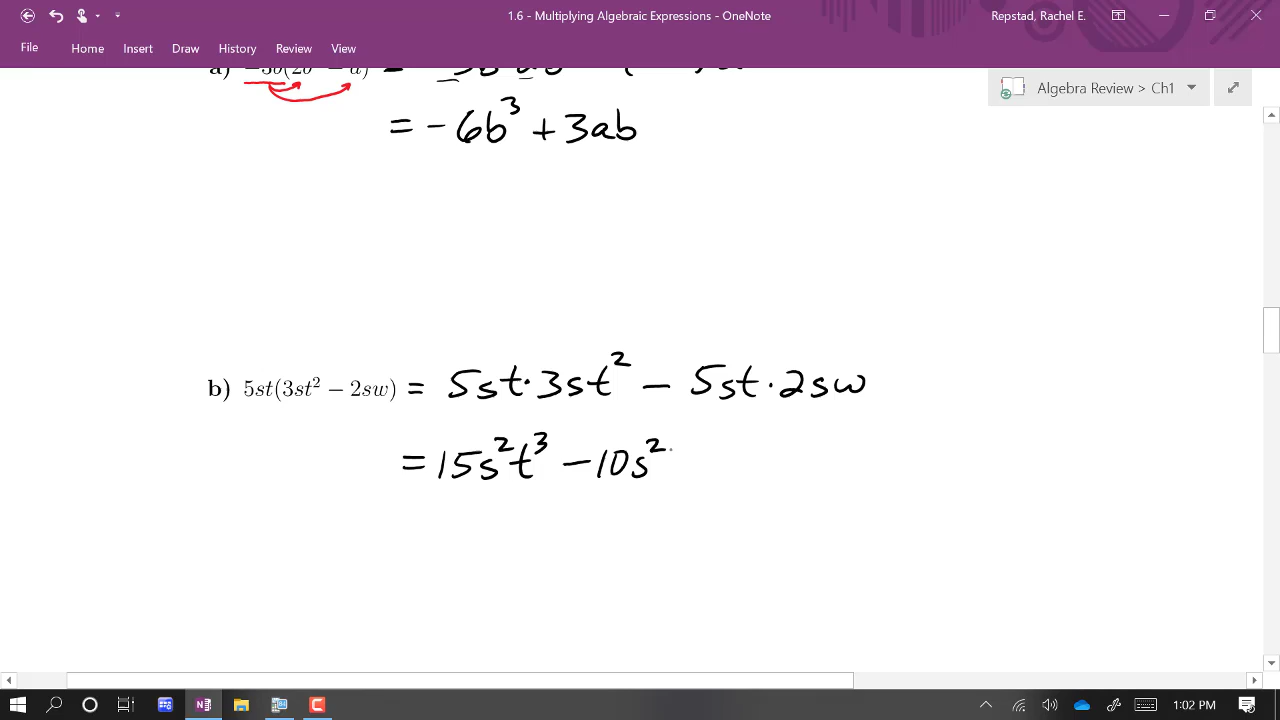 1.6 - Multiplying Algebraic Expressions - OneNote
Repstad, Rachel E.
File Home Insert Draw History Review View
Algebra Review > Ch1
a)
= -6b³ + 3ab
b) 5st(3st² − 2sw) = 5st·3st² − 5st·2sw
= 15s²t³ − 10s²
1:02 PM